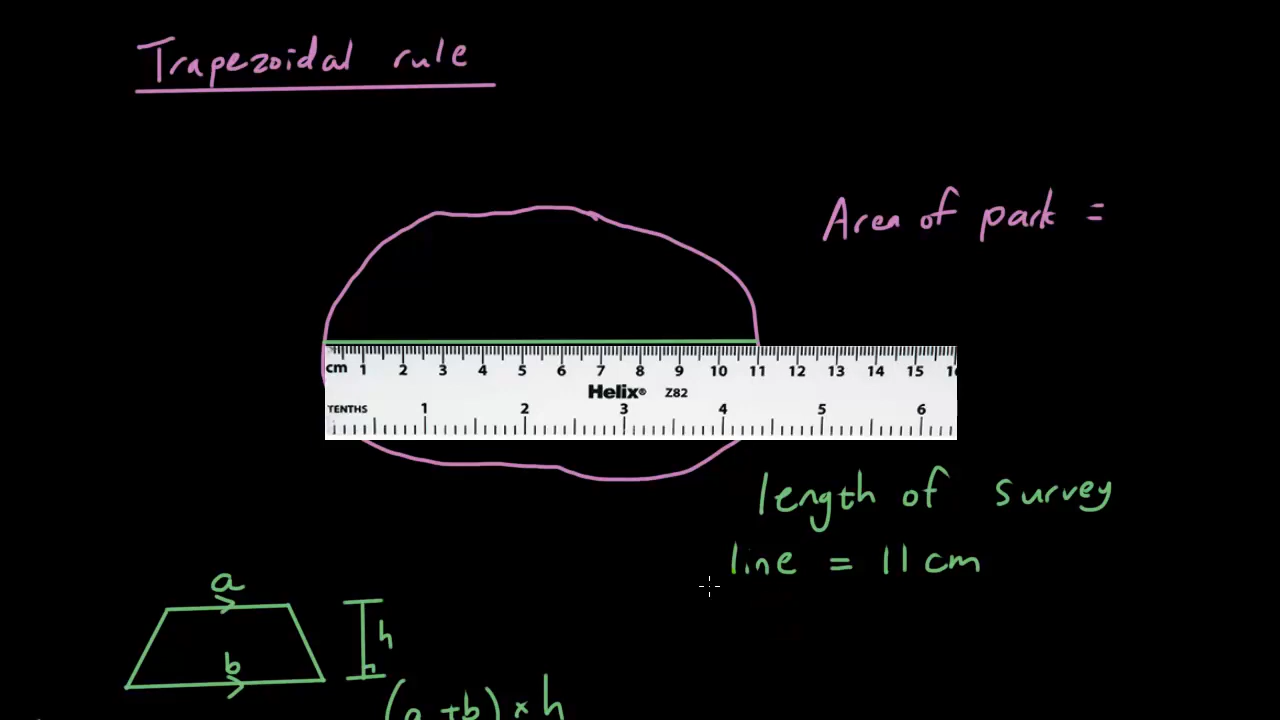 Trapezoidal rule
Area of park =
cm 1 2 3 4 5 6 7 8 9 10 11 12 13 14 15
Helix® Z82
TENTHS 1 2 3 4 5 6
length of survey
line = 11 cm
a
h
b
(a+b) × h